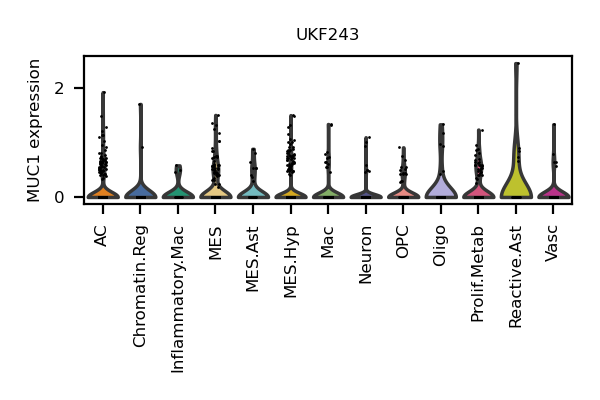 UKF243
MUC1 expression
2
0
AC
Chromatin.Reg
Inflammatory.Mac
MES
MES.Ast
MES.Hyp
Mac
Neuron
OPC
Oligo
Prolif.Metab
Reactive.Ast
Vasc